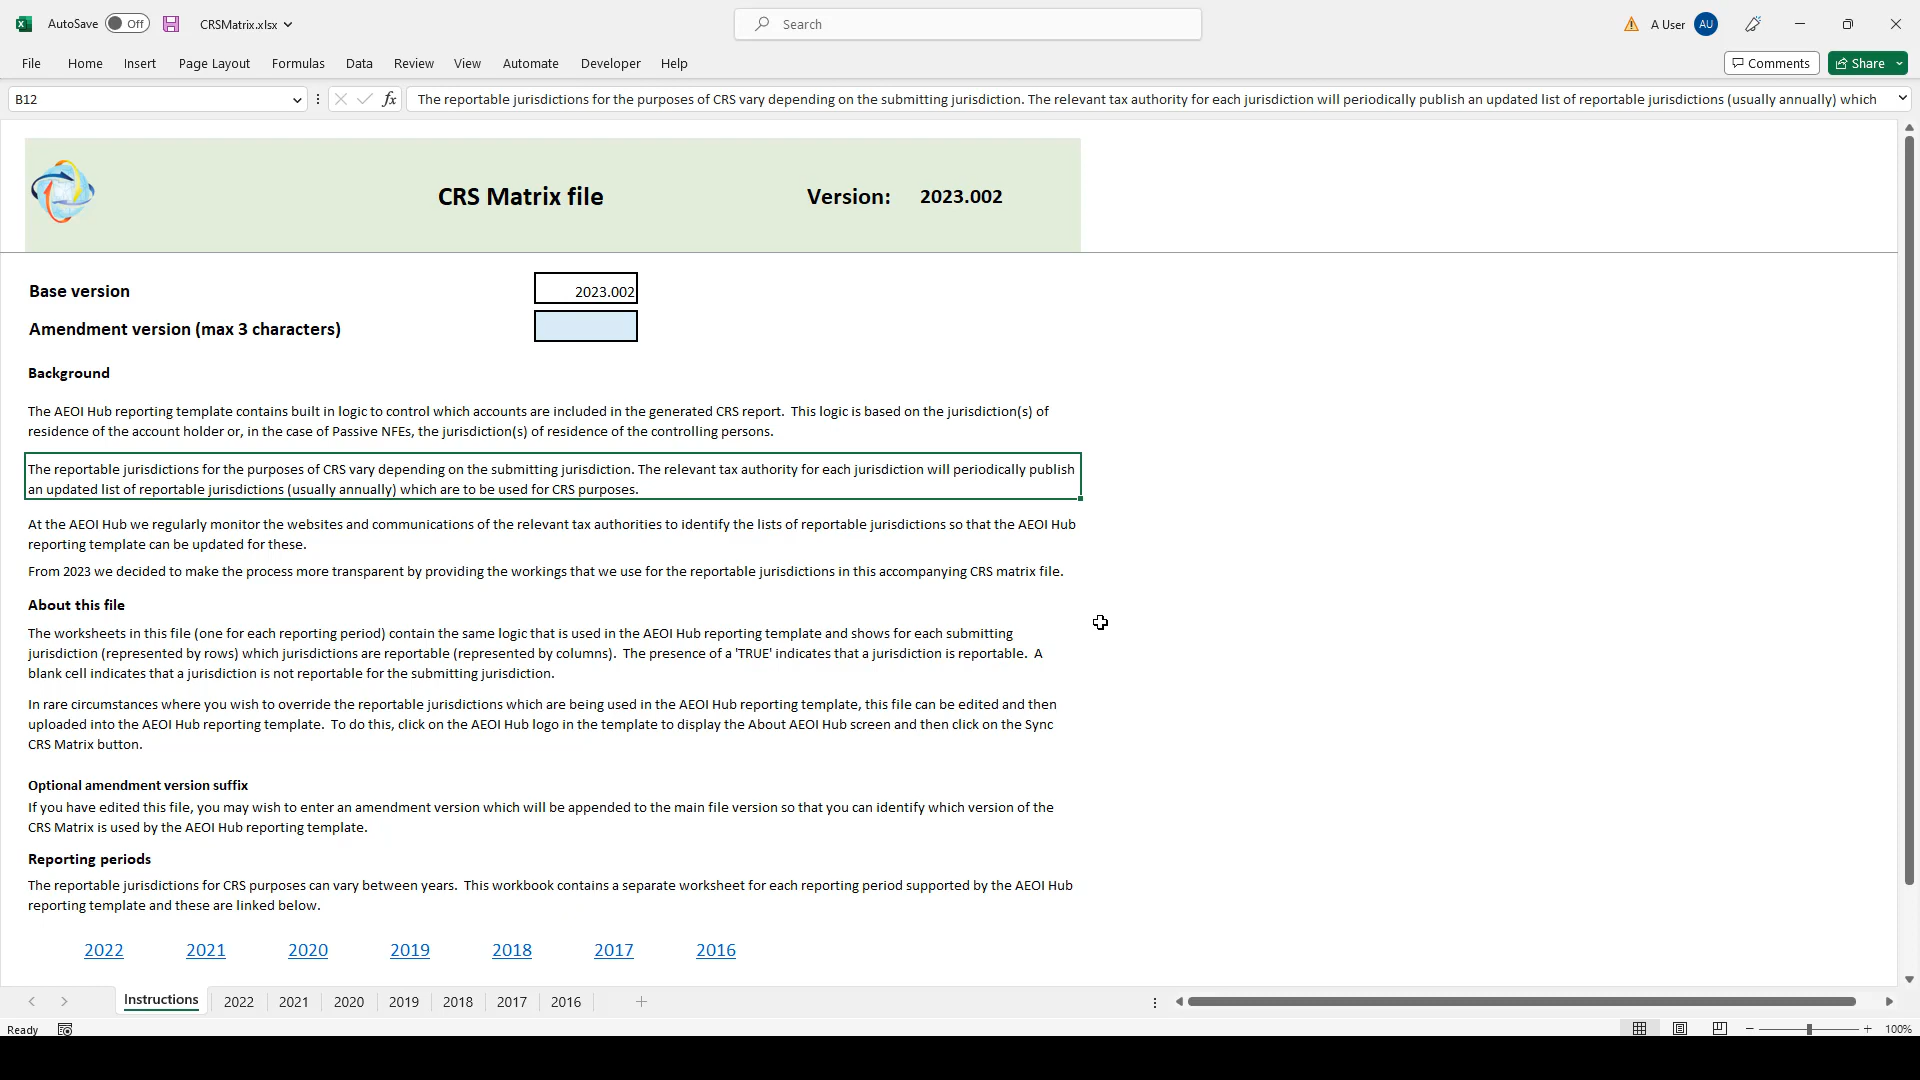 AutoSave Off CRSMatrix.xlsx Search A User AU
File Home Insert Page Layout Formulas Data Review View Automate Developer Help Comments Share
B12 fx The reportable jurisdictions for the purposes of CRS vary depending on the submitting jurisdiction. The relevant tax authority for each jurisdiction will periodically publish an updated list of reportable jurisdictions (usually annually) which
CRS Matrix file Version: 2023.002
Base version 2023.002
Amendment version (max 3 characters)
Background
The AEOI Hub reporting template contains built in logic to control which accounts are included in the generated CRS report. This logic is based on the jurisdiction(s) of
residence of the account holder or, in the case of Passive NFEs, the jurisdiction(s) of residence of the controlling persons.
The reportable jurisdictions for the purposes of CRS vary depending on the submitting jurisdiction. The relevant tax authority for each jurisdiction will periodically publish
an updated list of reportable jurisdictions (usually annually) which are to be used for CRS purposes.
At the AEOI Hub we regularly monitor the websites and communications of the relevant tax authorities to identify the lists of reportable jurisdictions so that the AEOI Hub
reporting template can be updated for these.
From 2023 we decided to make the process more transparent by providing the workings that we use for the reportable jurisdictions in this accompanying CRS matrix file.
About this file
The worksheets in this file (one for each reporting period) contain the same logic that is used in the AEOI Hub reporting template and shows for each submitting
jurisdiction (represented by rows) which jurisdictions are reportable (represented by columns). The presence of a 'TRUE' indicates that a jurisdiction is reportable. A
blank cell indicates that a jurisdiction is not reportable for the submitting jurisdiction.
In rare circumstances where you wish to override the reportable jurisdictions which are being used in the AEOI Hub reporting template, this file can be edited and then
uploaded into the AEOI Hub reporting template. To do this, click on the AEOI Hub logo in the template to display the About AEOI Hub screen and then click on the Sync
CRS Matrix button.
Optional amendment version suffix
If you have edited this file, you may wish to enter an amendment version which will be appended to the main file version so that you can identify which version of the
CRS Matrix is used by the AEOI Hub reporting template.
Reporting periods
The reportable jurisdictions for CRS purposes can vary between years. This workbook contains a separate worksheet for each reporting period supported by the AEOI Hub
reporting template and these are linked below.
2022 2021 2020 2019 2018 2017 2016
Instructions 2022 2021 2020 2019 2018 2017 2016
Ready 100%